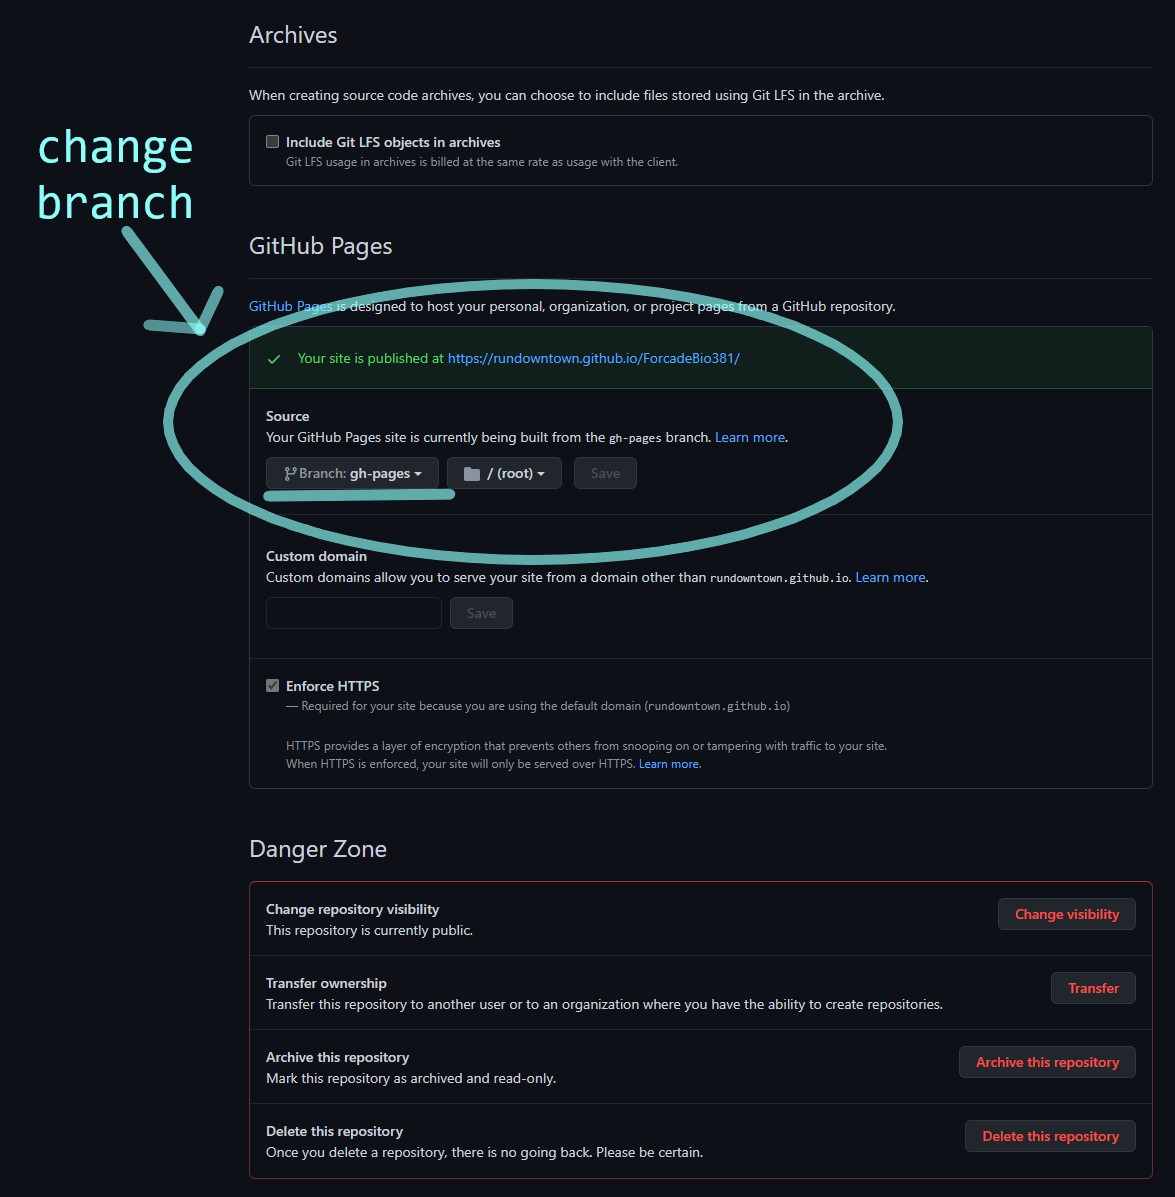 Archives
When creating source code archives, you can choose to include files stored using Git LFS in the archive.
change
branch
Include Git LFS objects in archives
Git LFS usage in archives is billed at the same rate as usage with the client.
GitHub Pages
GitHub Pages is designed to host your personal, organization, or project pages from a GitHub repository.
Your site is published at https://rundowntown.github.io/ForcadeBio381/
Source
Your GitHub Pages site is currently being built from the gh-pages branch. Learn more.
Branch: gh-pages / (root) Save
Custom domain
Custom domains allow you to serve your site from a domain other than rundowntown.github.io. Learn more.
Save
Enforce HTTPS
— Required for your site because you are using the default domain (rundowntown.github.io)
HTTPS provides a layer of encryption that prevents others from snooping on or tampering with traffic to your site.
When HTTPS is enforced, your site will only be served over HTTPS. Learn more.
Danger Zone
Change repository visibility
This repository is currently public.
Change visibility
Transfer ownership
Transfer this repository to another user or to an organization where you have the ability to create repositories.
Transfer
Archive this repository
Mark this repository as archived and read-only.
Archive this repository
Delete this repository
Once you delete a repository, there is no going back. Please be certain.
Delete this repository